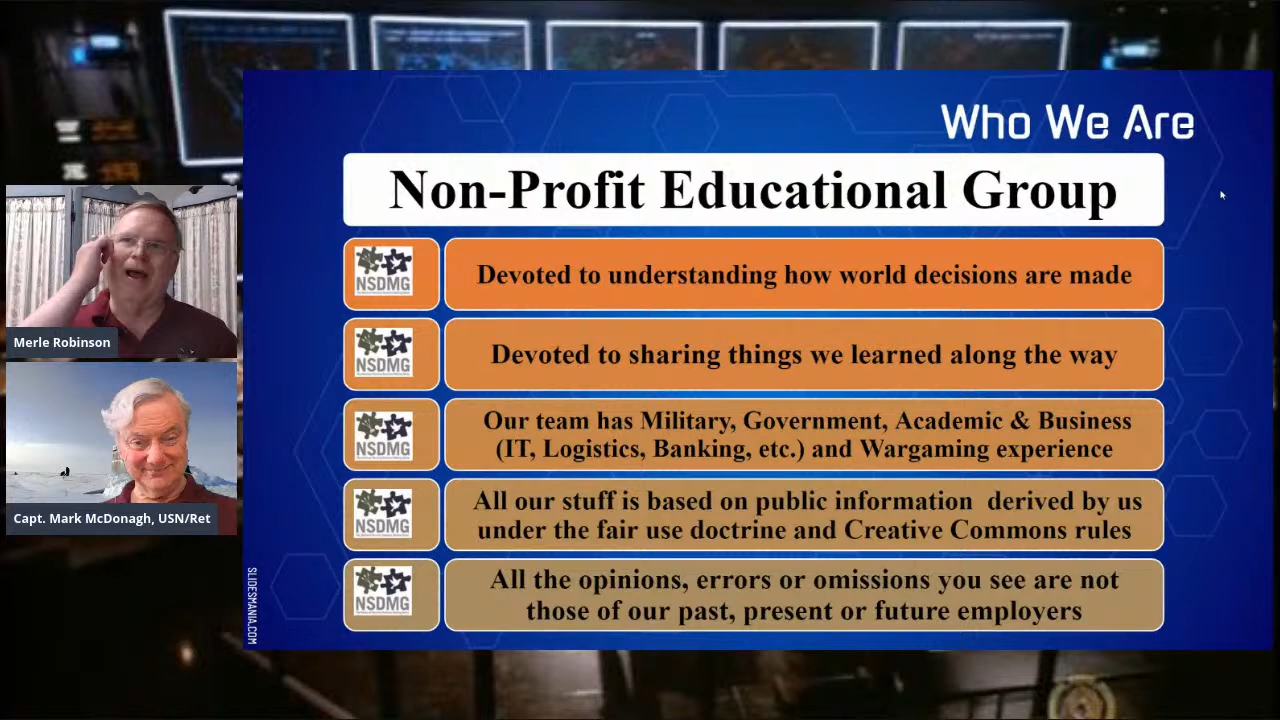 Who We Are
Non-Profit Educational Group
NSDMG
Devoted to understanding how world decisions are made
NSDMG
Devoted to sharing things we learned along the way
NSDMG
Our team has Military, Government, Academic & Business
(IT, Logistics, Banking, etc.) and Wargaming experience
NSDMG
All our stuff is based on public information derived by us
under the fair use doctrine and Creative Commons rules
NSDMG
All the opinions, errors or omissions you see are not
those of our past, present or future employers
SLIDESMANIA.COM
Merle Robinson
Capt. Mark McDonagh, USN/Ret